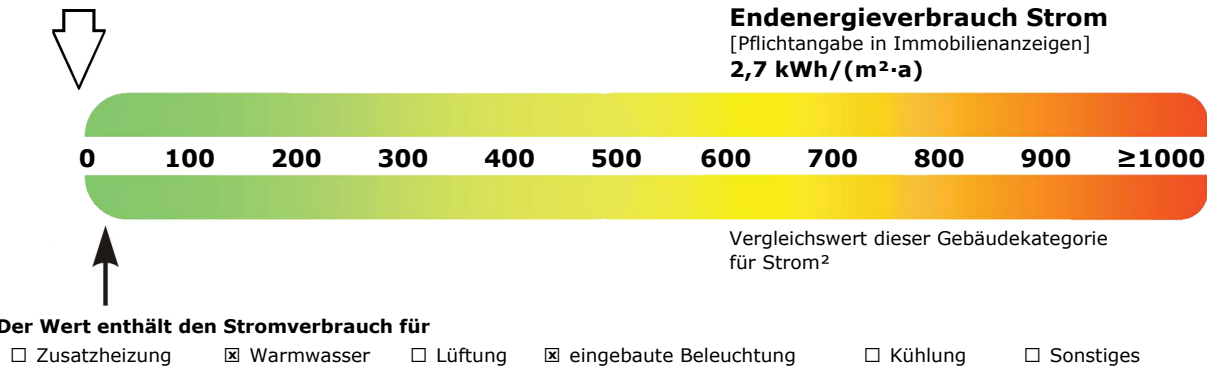 Endenergieverbrauch Strom
[Pflichtangabe in Immobilienanzeigen]
2,7 kWh/(m²·a)
0 100 200 300 400 500 600 700 800 900 ≥1000
Vergleichswert dieser Gebäudekategorie
für Strom²
Der Wert enthält den Stromverbrauch für
☐ Zusatzheizung ☒ Warmwasser ☐ Lüftung ☒ eingebaute Beleuchtung ☐ Kühlung ☐ Sonstiges